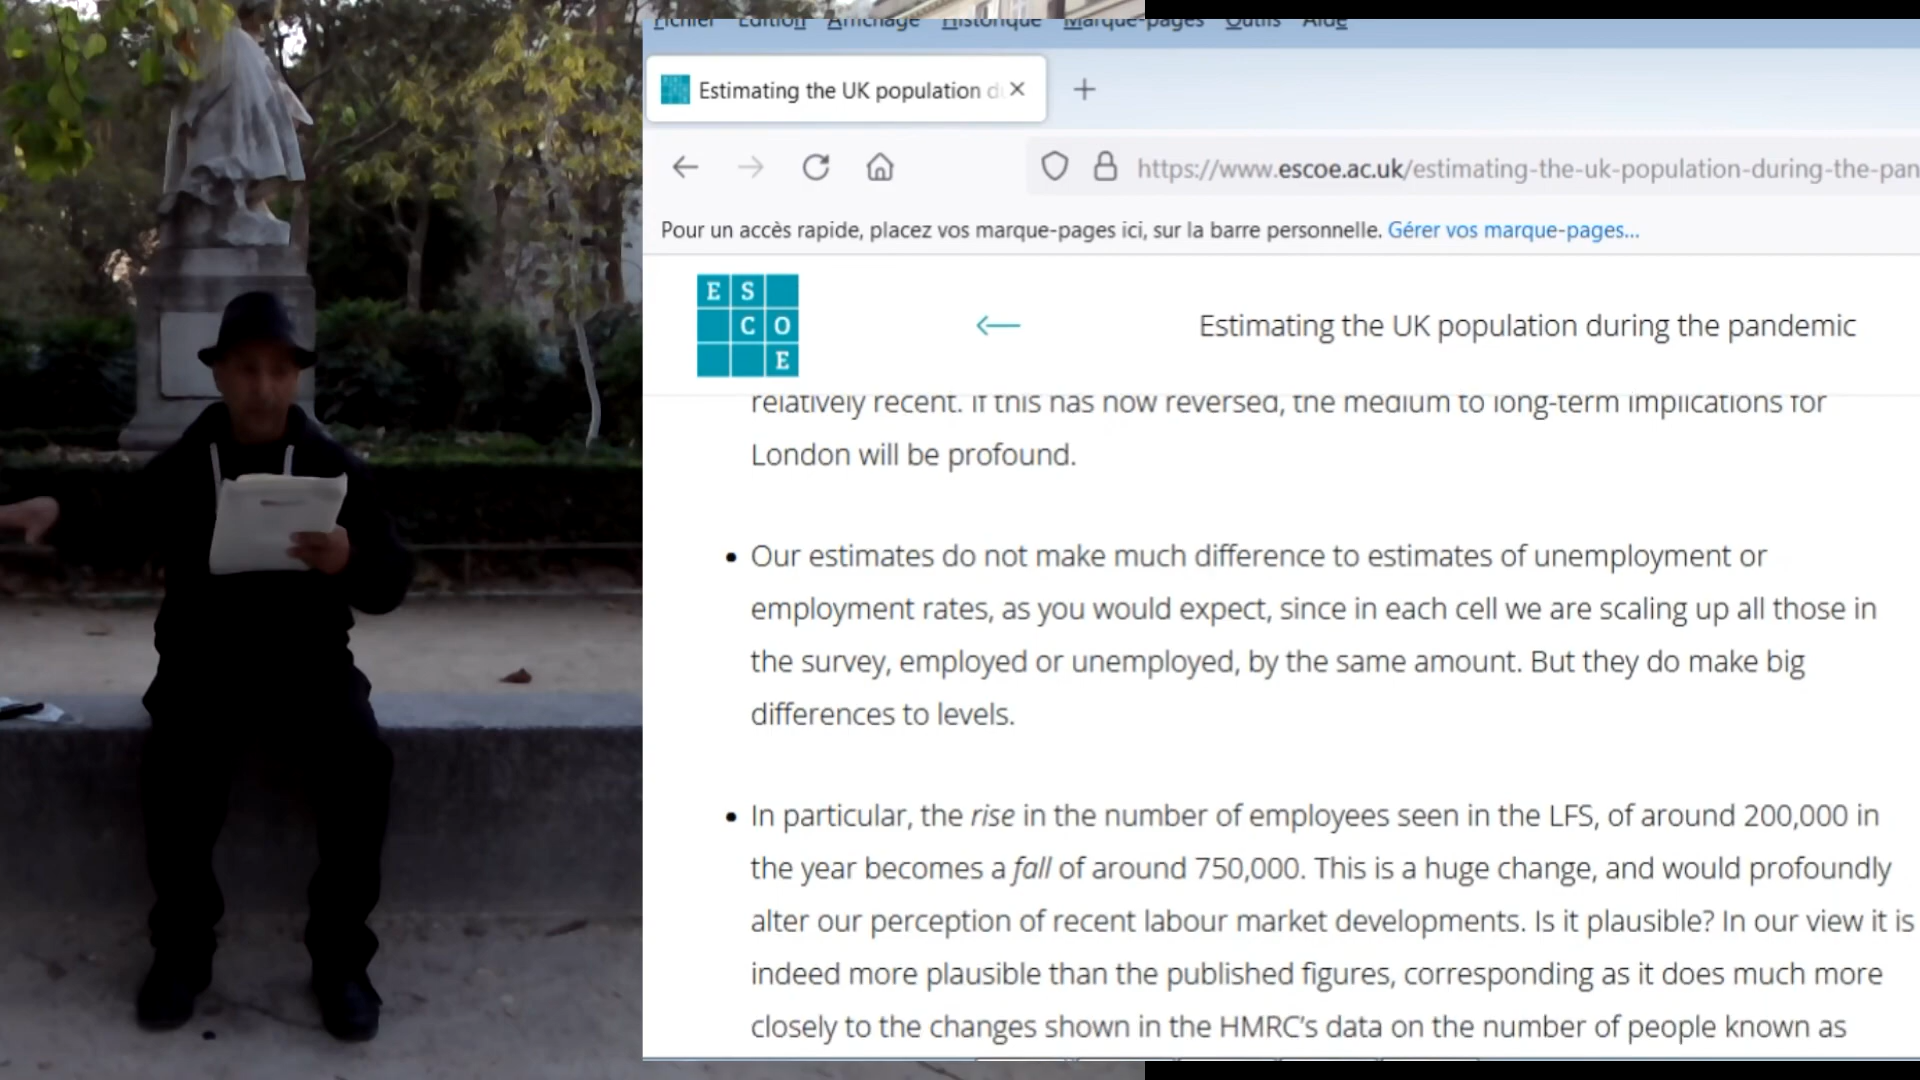 Fichier Edition Affichage Historique Marque-pages Outils Aide
Estimating the UK population d
https://www.escoe.ac.uk/estimating-the-uk-population-during-the-pan
Pour un accès rapide, placez vos marque-pages ici, sur la barre personnelle. Gérer vos marque-pages...
E S
C O
E
Estimating the UK population during the pandemic
relatively recent. If this has now reversed, the medium to long-term implications for
London will be profound.
• Our estimates do not make much difference to estimates of unemployment or
employment rates, as you would expect, since in each cell we are scaling up all those in
the survey, employed or unemployed, by the same amount. But they do make big
differences to levels.
• In particular, the rise in the number of employees seen in the LFS, of around 200,000 in
the year becomes a fall of around 750,000. This is a huge change, and would profoundly
alter our perception of recent labour market developments. Is it plausible? In our view it is
indeed more plausible than the published figures, corresponding as it does much more
closely to the changes shown in the HMRC's data on the number of people known as